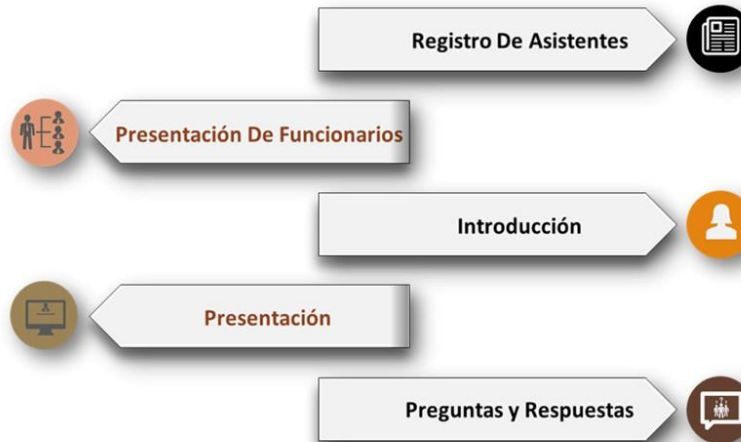 Registro De Asistentes
Presentación De Funcionarios
Introducción
Presentación
Preguntas y Respuestas